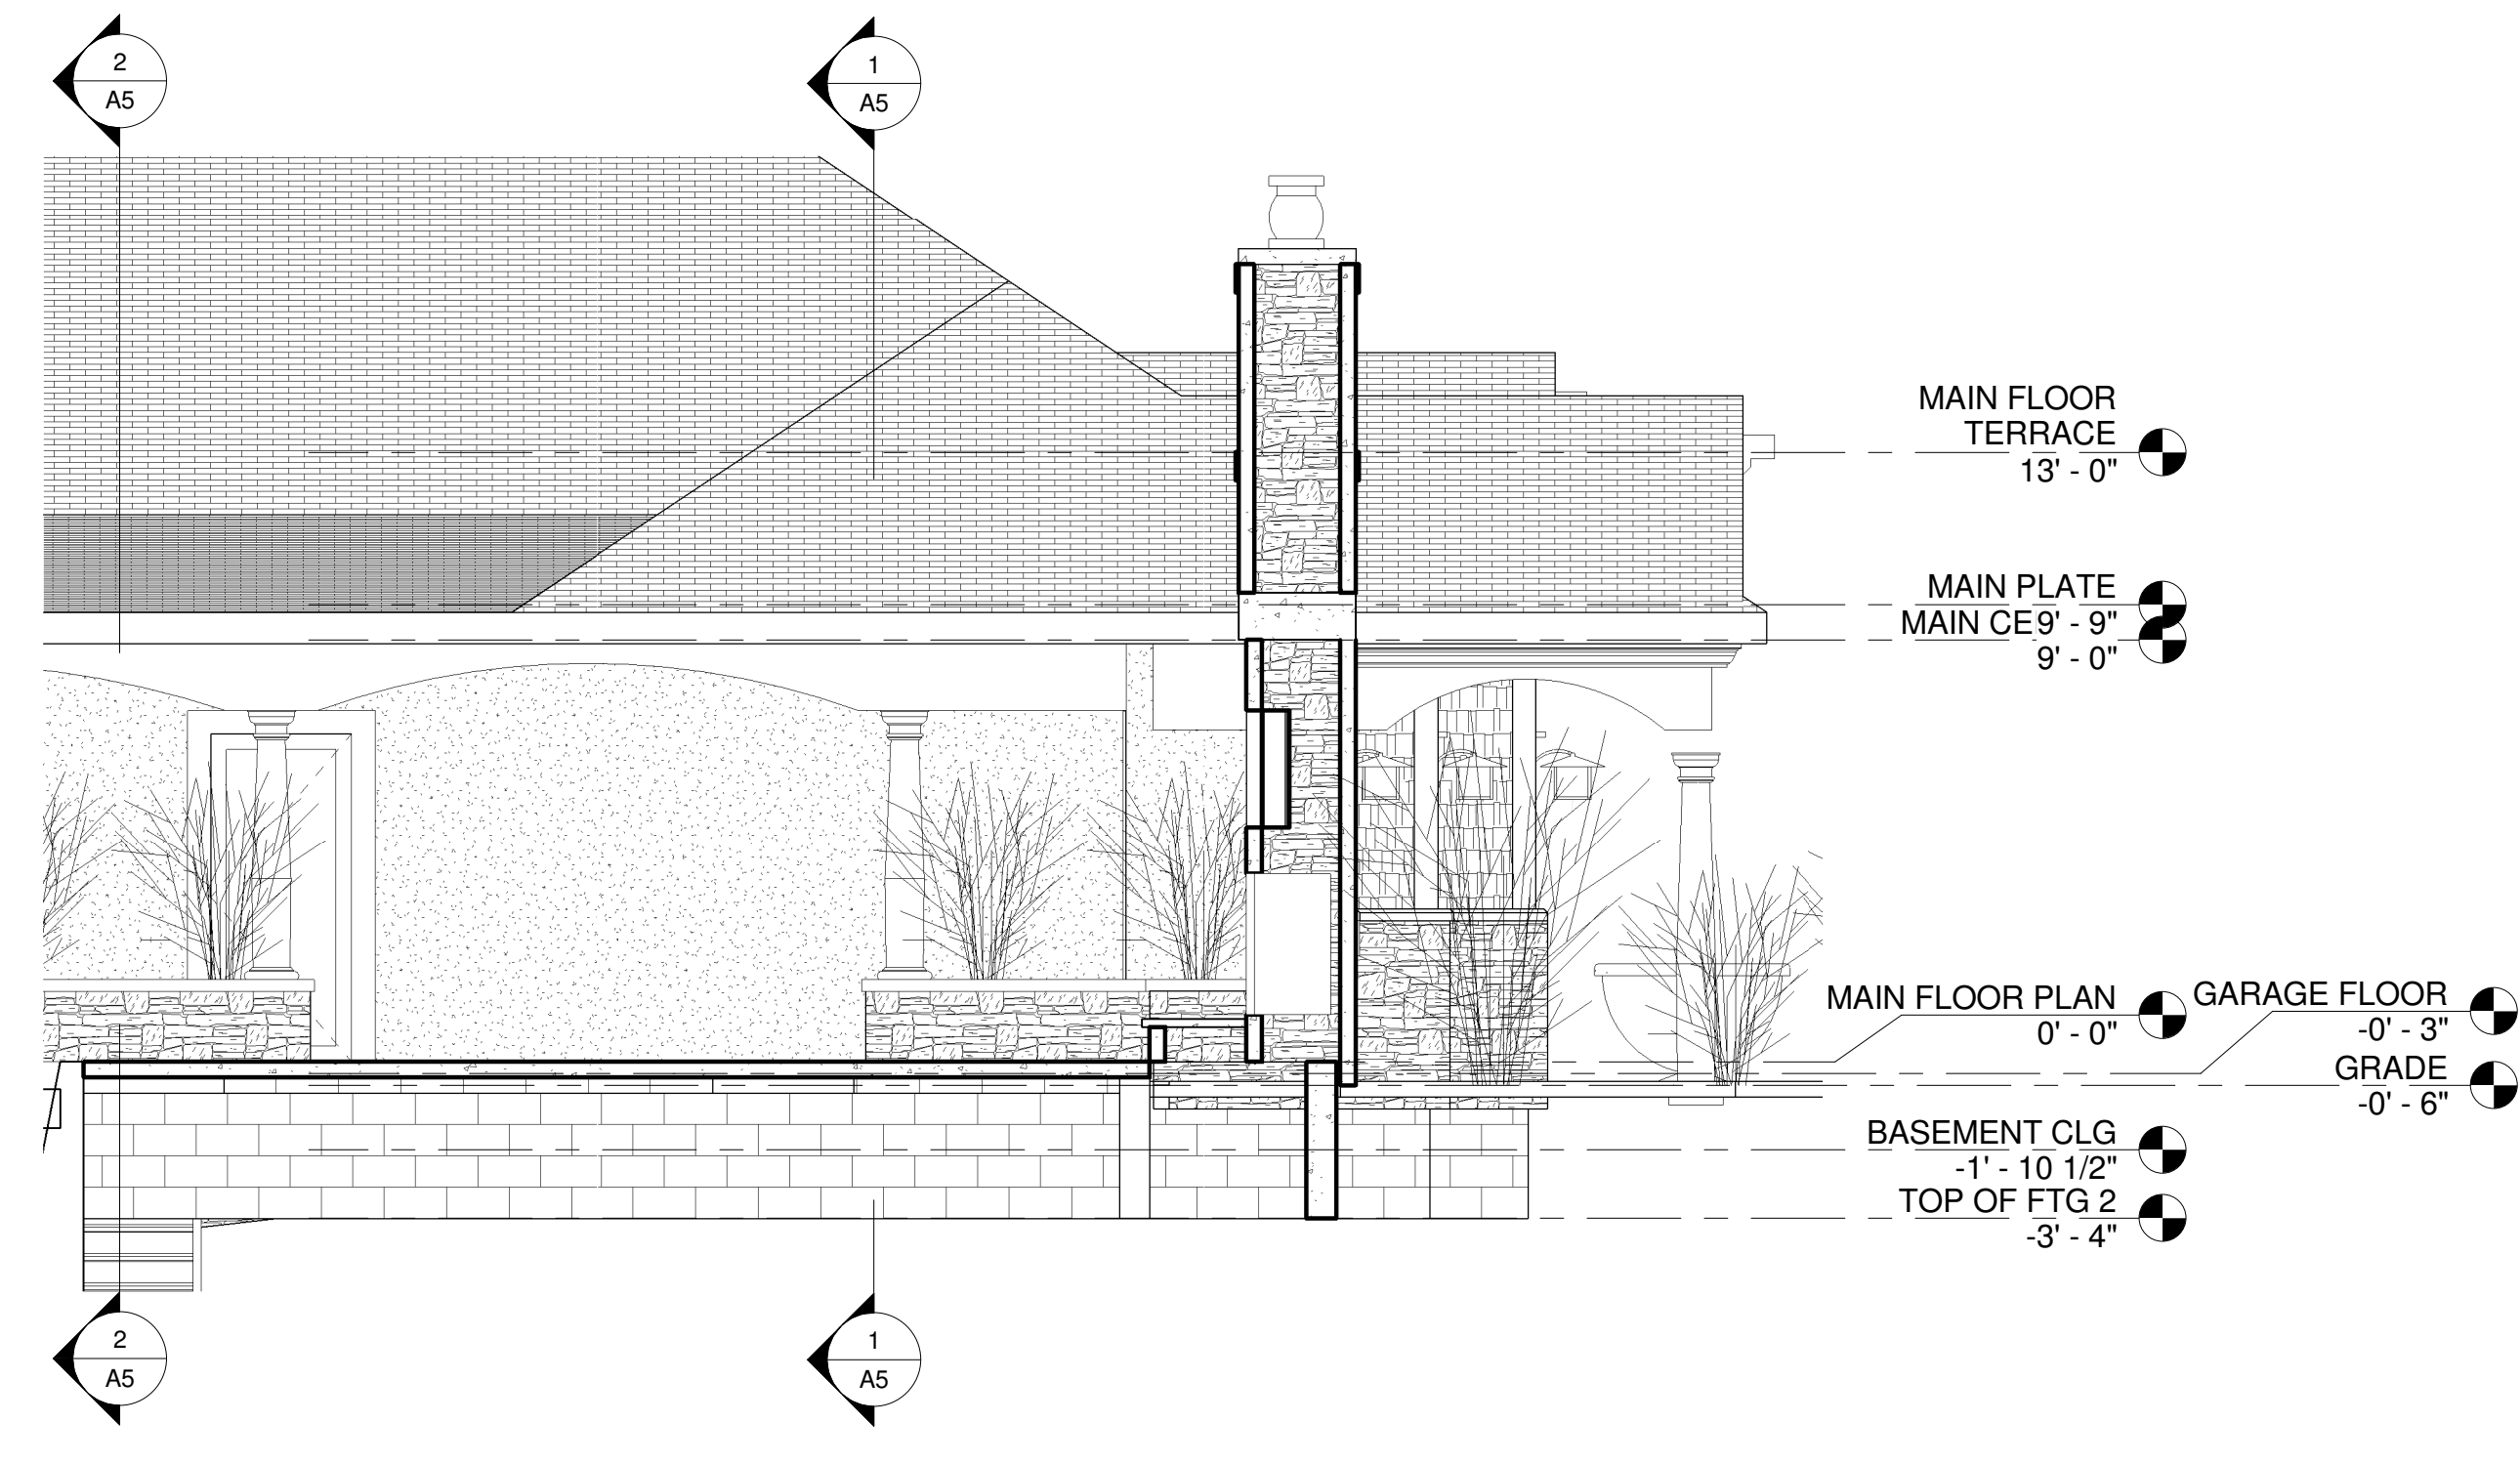 2
A5
1
A5
MAIN FLOOR
TERRACE
13' - 0"
MAIN PLATE
9' - 9"
MAIN CE
9' - 0"
MAIN FLOOR PLAN
0' - 0"
GARAGE FLOOR
-0' - 3"
GRADE
-0' - 6"
BASEMENT CLG
-1' - 10 1/2"
TOP OF FTG 2
-3' - 4"
2
A5
1
A5